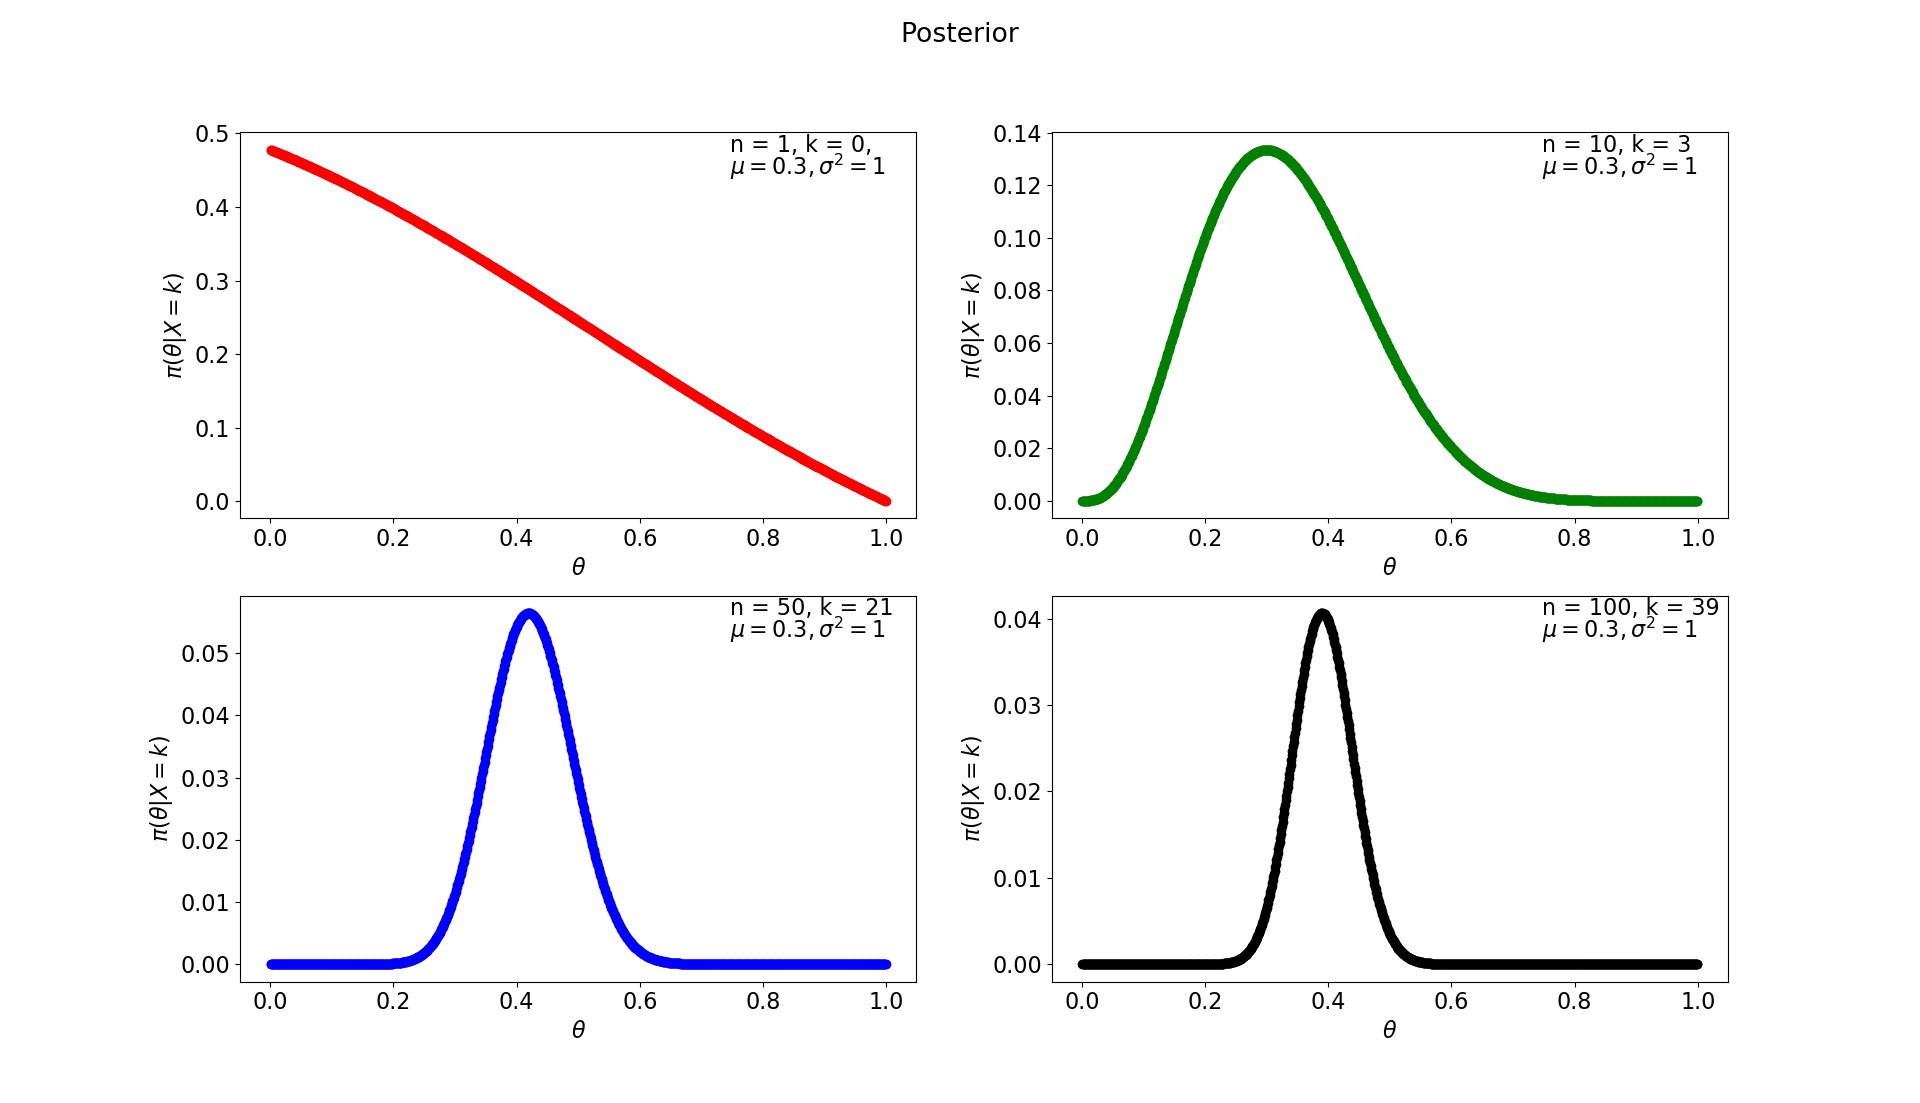 Posterior
0.5
0.4
0.3
0.2
0.1
0.0
π(θ|X = k)
n = 1, k = 0,
μ = 0.3, σ² = 1
0.0 0.2 0.4 0.6 0.8 1.0
θ
0.14
0.12
0.10
0.08
0.06
0.04
0.02
0.00
π(θ|X = k)
n = 10, k = 3
μ = 0.3, σ² = 1
0.0 0.2 0.4 0.6 0.8 1.0
θ
0.05
0.04
0.03
0.02
0.01
0.00
π(θ|X = k)
n = 50, k = 21
μ = 0.3, σ² = 1
0.0 0.2 0.4 0.6 0.8 1.0
θ
0.04
0.03
0.02
0.01
0.00
π(θ|X = k)
n = 100, k = 39
μ = 0.3, σ² = 1
0.0 0.2 0.4 0.6 0.8 1.0
θ